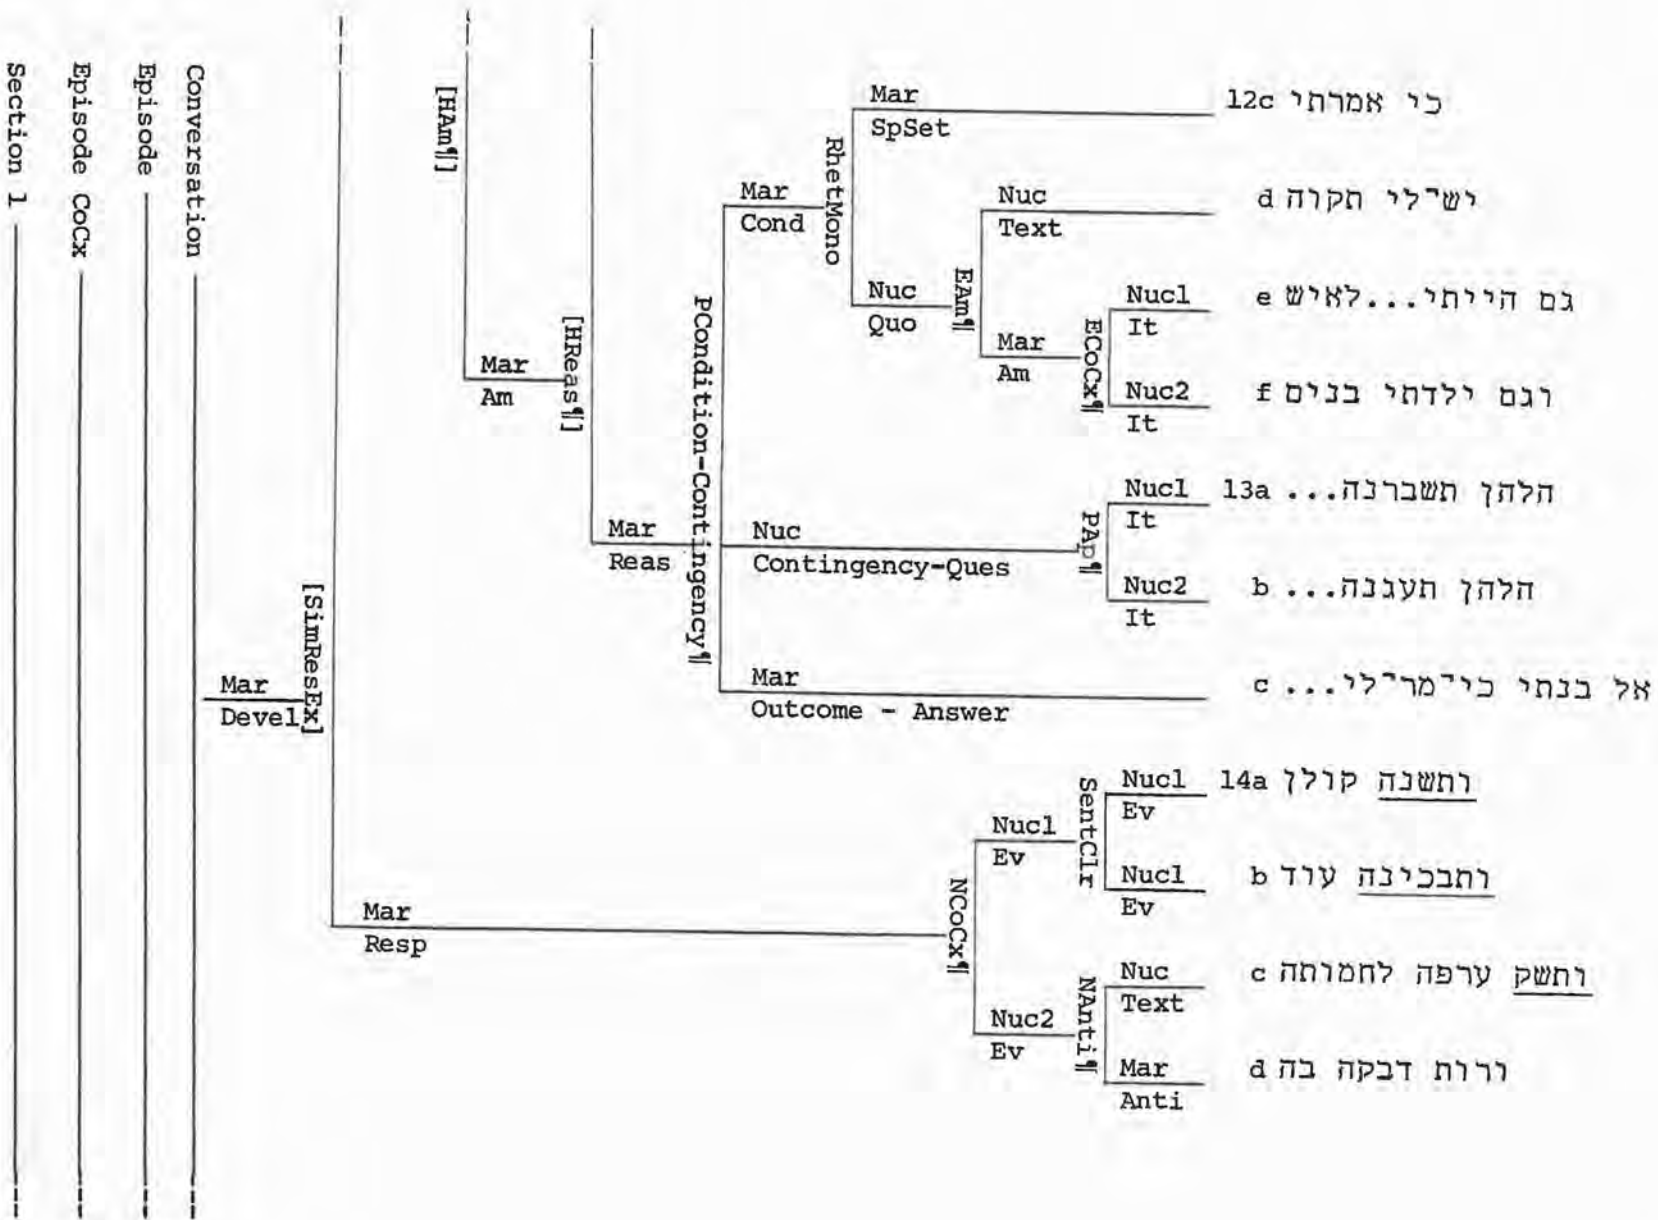 Section 1
Episode CoCx
Episode
Conversation
Mar
Devel
[SimResEx]
[HAm¶]
Mar
Am
[HReas¶]
Mar
Reas
PCondition-Contingency¶
Mar
Cond
RhetMono
Mar
SpSet
12c כי אמרתי
Nuc
Quo
EAm¶
Nuc
Text
d יש־לי תקוה
Mar
Am
ECoCx¶
Nuc1
It
e גם הייתי...לאיש
Nuc2
It
f וגם ילדתי בנים
Nuc
Contingency-Ques
PAp¶
Nuc1
It
13a הלהן תשברנה...
Nuc2
It
b הלהן תעגנה...
Mar
Outcome - Answer
c אל בנתי כי־מר־לי...
Mar
Resp
NCoCx¶
Nuc1
Ev
SentClr
Nuc1
Ev
14a ותשנה קולן
Nuc1
Ev
b ותבכינה עוד
Nuc2
Ev
NAnti¶
Nuc
Text
c ותשק ערפה לחמותה
Mar
Anti
d ורות דבקה בה